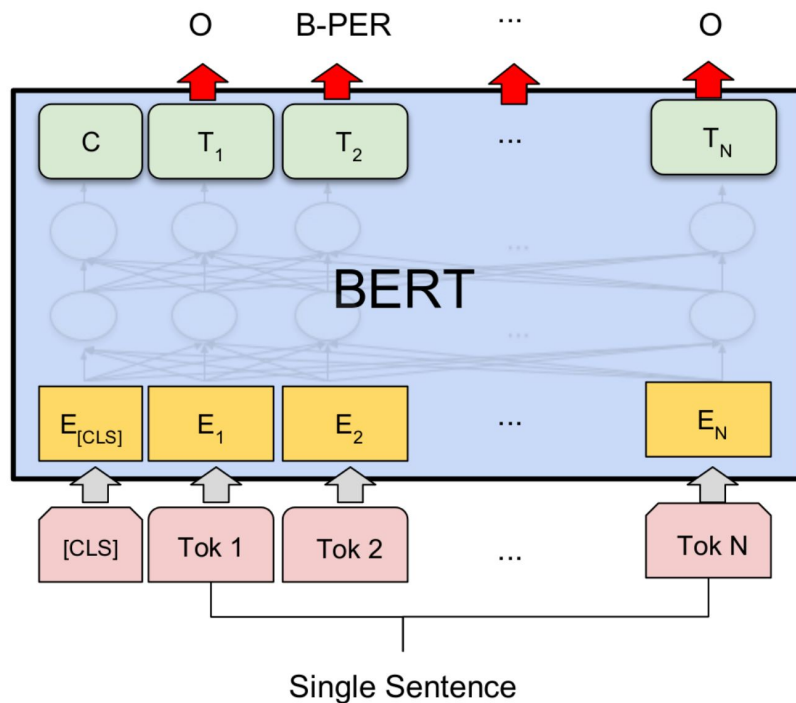 O B-PER ... O
C T1 T2 ... TN
...
BERT
...
E[CLS] E1 E2 ... EN
[CLS] Tok 1 Tok 2 ... Tok N
Single Sentence